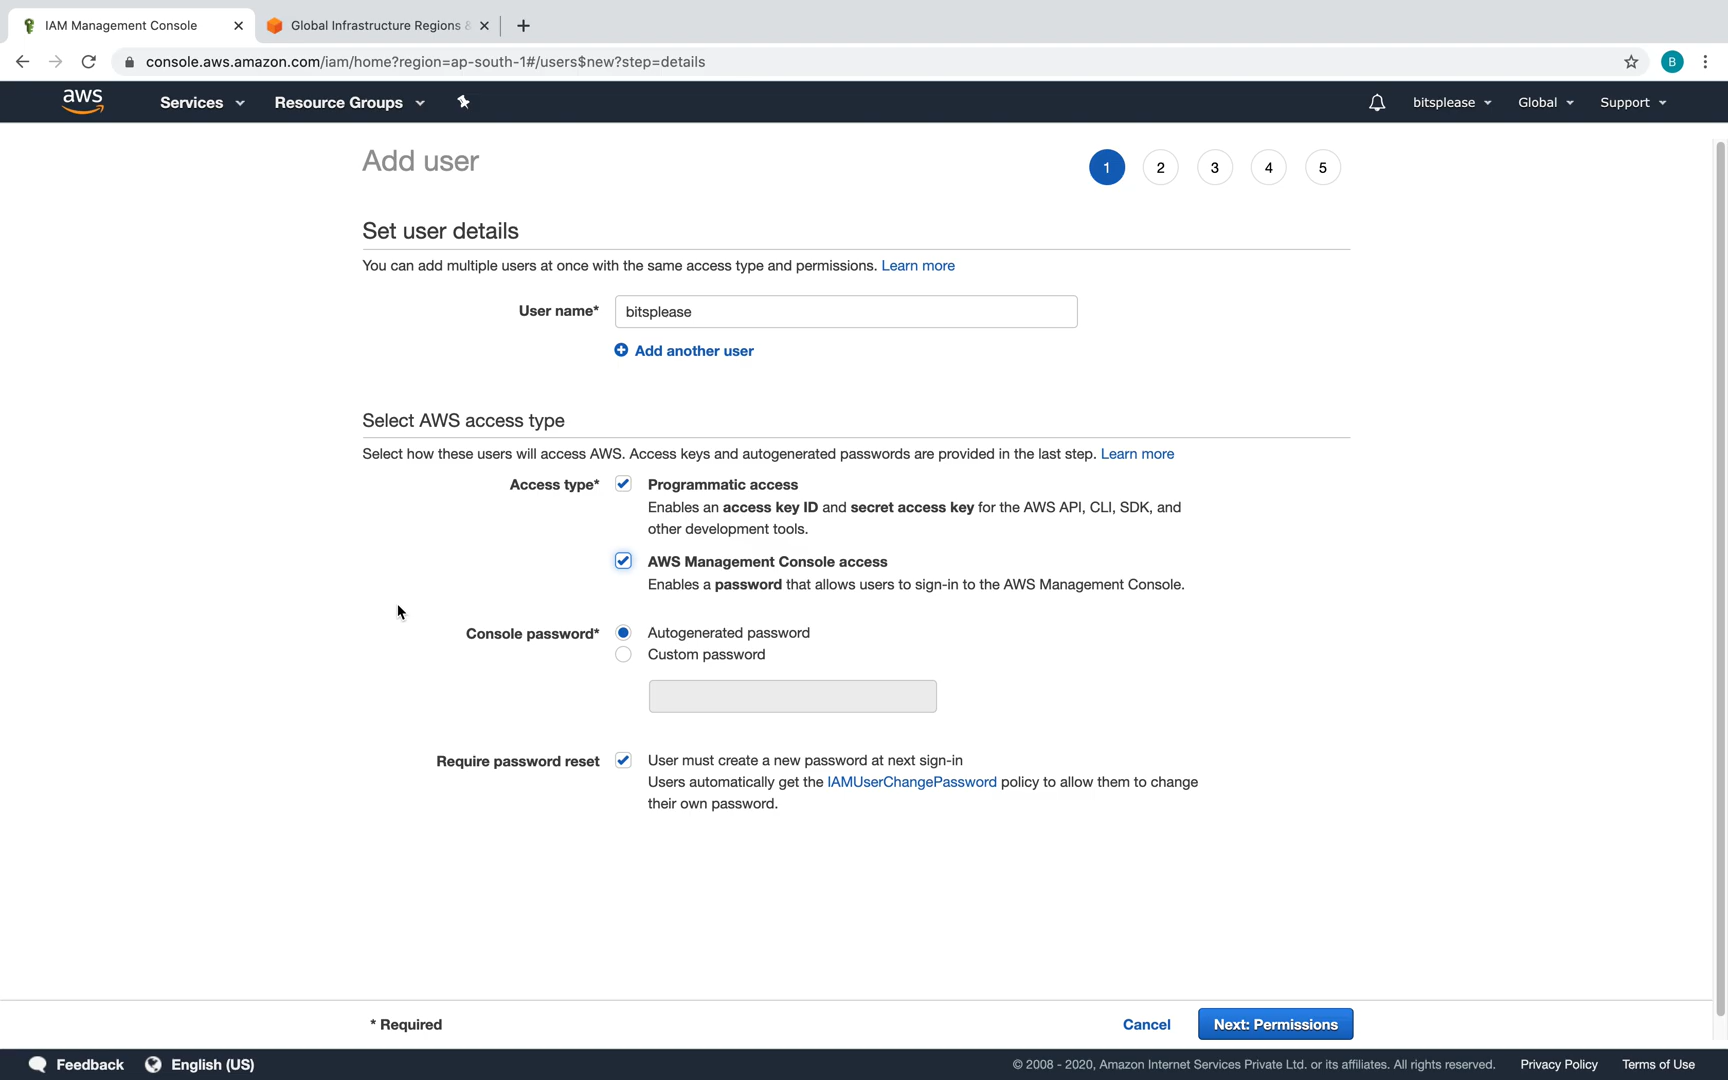 IAM Management Console
Global Infrastructure Regions &
console.aws.amazon.com/iam/home?region=ap-south-1#/users$new?step=details
B
aws
Services
Resource Groups
bitsplease
Global
Support
Add user
1
2
3
4
5
Set user details
You can add multiple users at once with the same access type and permissions. Learn more
User name*
bitsplease
Add another user
Select AWS access type
Select how these users will access AWS. Access keys and autogenerated passwords are provided in the last step. Learn more
Access type*
Programmatic access
Enables an access key ID and secret access key for the AWS API, CLI, SDK, and
other development tools.
AWS Management Console access
Enables a password that allows users to sign-in to the AWS Management Console.
Console password*
Autogenerated password
Custom password
Require password reset
User must create a new password at next sign-in
Users automatically get the IAMUserChangePassword policy to allow them to change
their own password.
* Required
Cancel
Next: Permissions
Feedback
English (US)
© 2008 - 2020, Amazon Internet Services Private Ltd. or its affiliates. All rights reserved.
Privacy Policy
Terms of Use